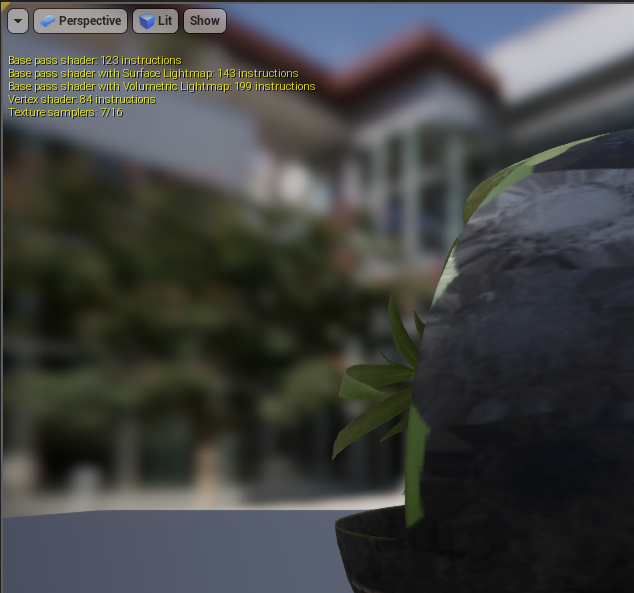 Perspective Lit Show
Base pass shader: 123 instructions
Base pass shader with Surface Lightmap: 143 instructions
Base pass shader with Volumetric Lightmap: 199 instructions
Vertex shader: 84 instructions
Texture samplers: 7/16